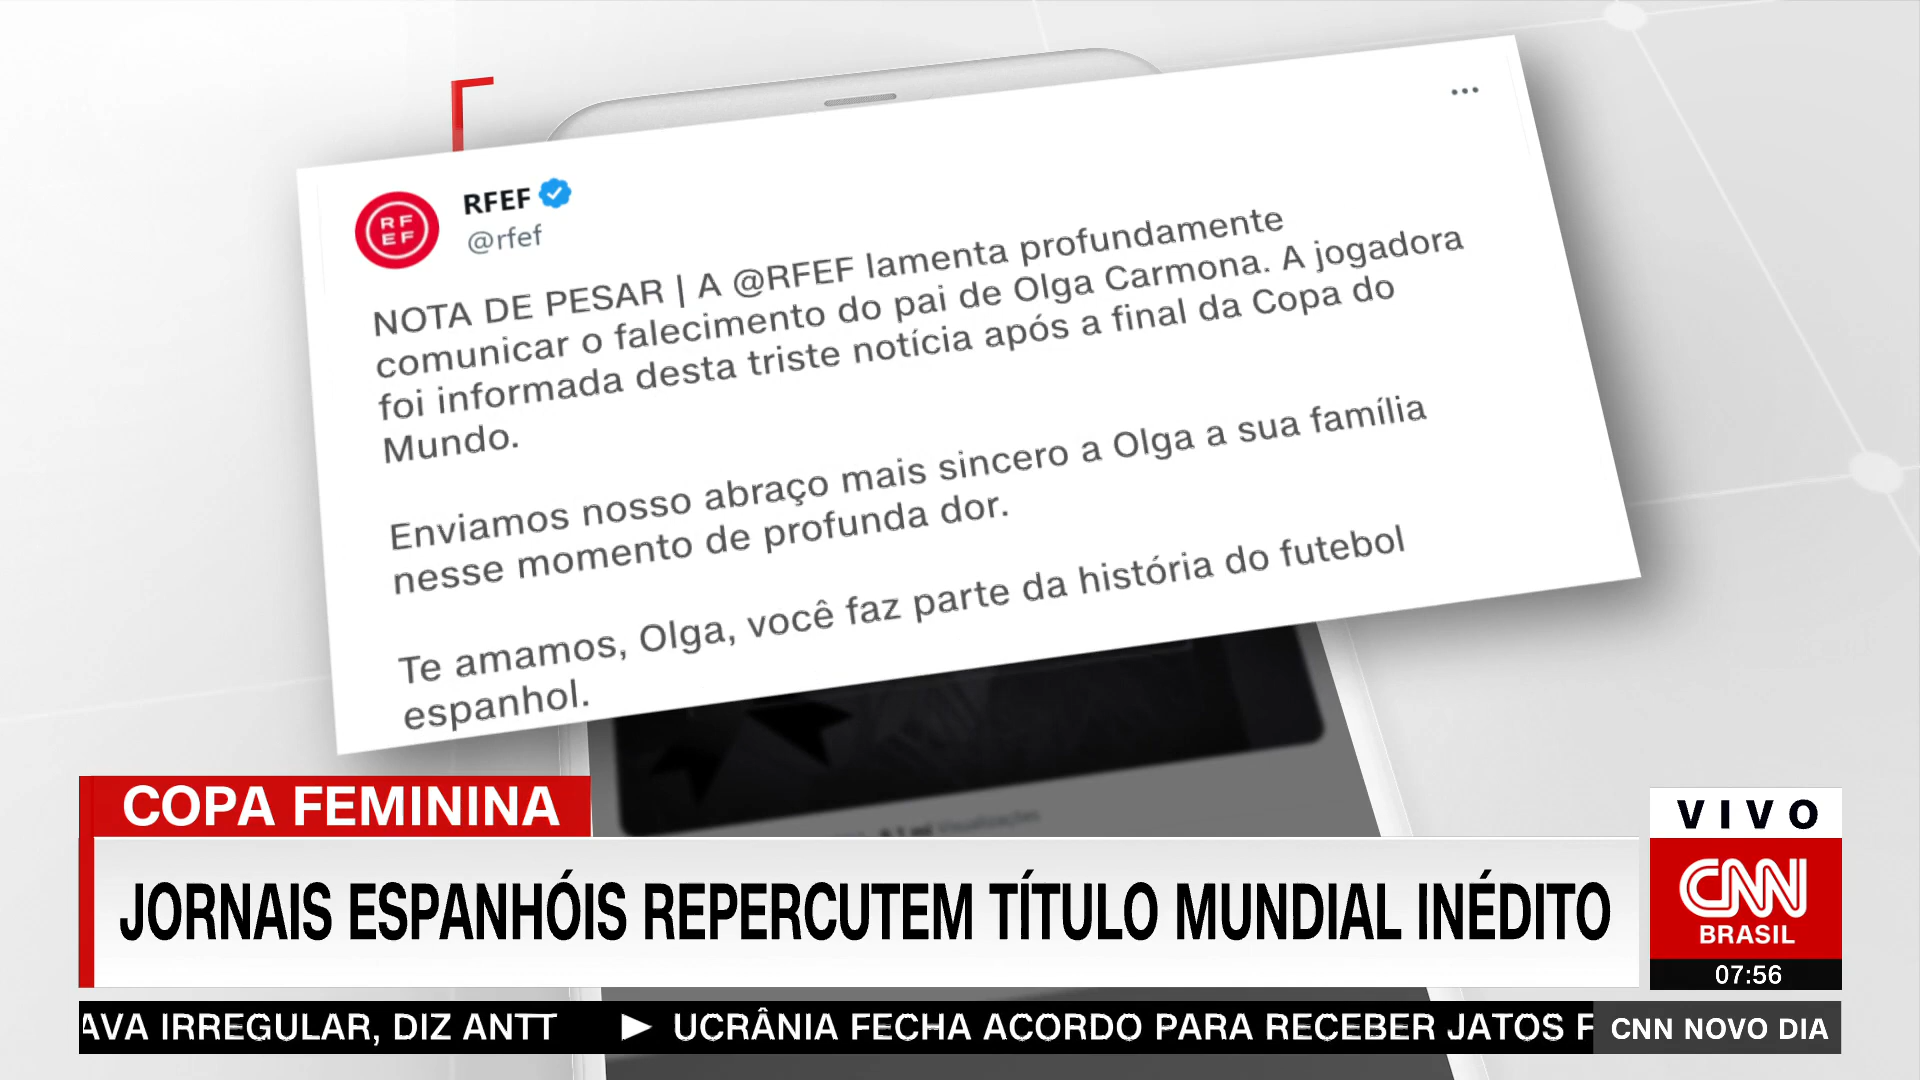 RFEF
@rfef
RF
EF
NOTA DE PESAR | A @RFEF lamenta profundamente
comunicar o falecimento do pai de Olga Carmona. A jogadora
foi informada desta triste notícia após a final da Copa do
Mundo.
Enviamos nosso abraço mais sincero a Olga a sua família
nesse momento de profunda dor.
Te amamos, Olga, você faz parte da história do futebol
espanhol.
COPA FEMININA
JORNAIS ESPANHÓIS REPERCUTEM TÍTULO MUNDIAL INÉDITO
VIVO
CNN
BRASIL
07:56
AVA IRREGULAR, DIZ ANTT ▶ UCRÂNIA FECHA ACORDO PARA RECEBER JATOS F
CNN NOVO DIA